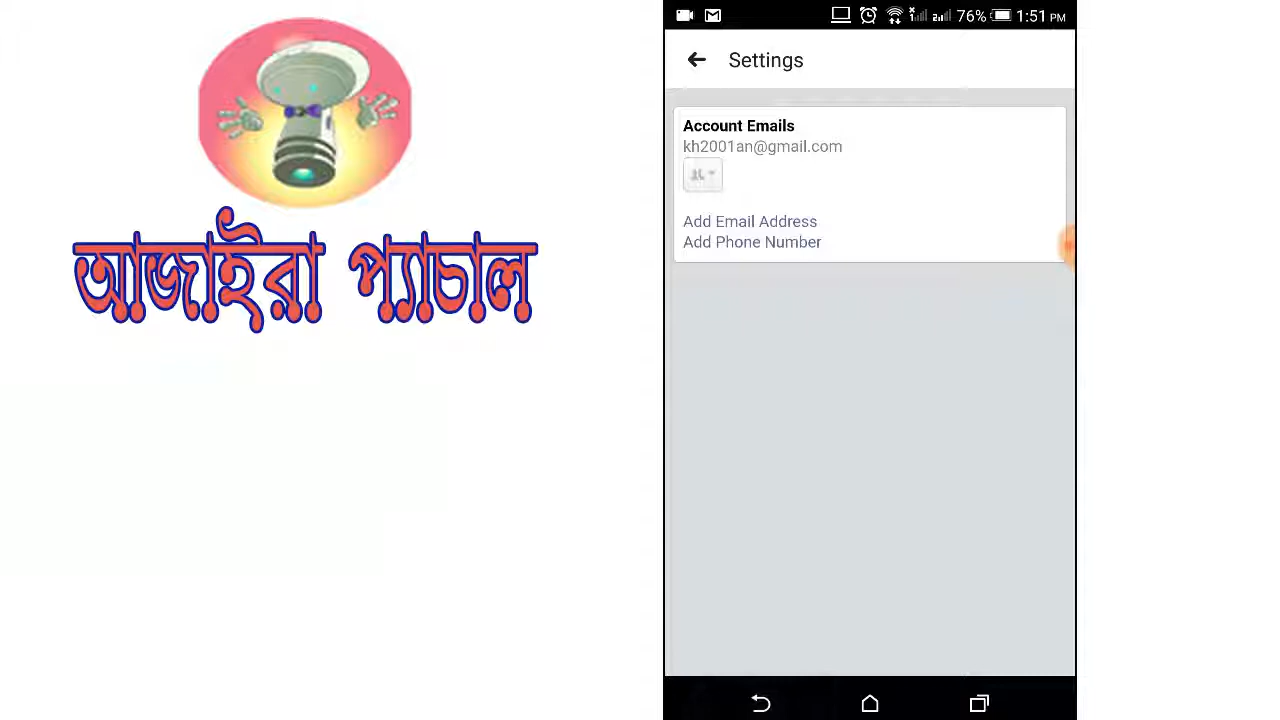 আজাইরা প্যাচাল
76% 1:51 PM
Settings
Account Emails
kh2001an@gmail.com
Add Email Address
Add Phone Number